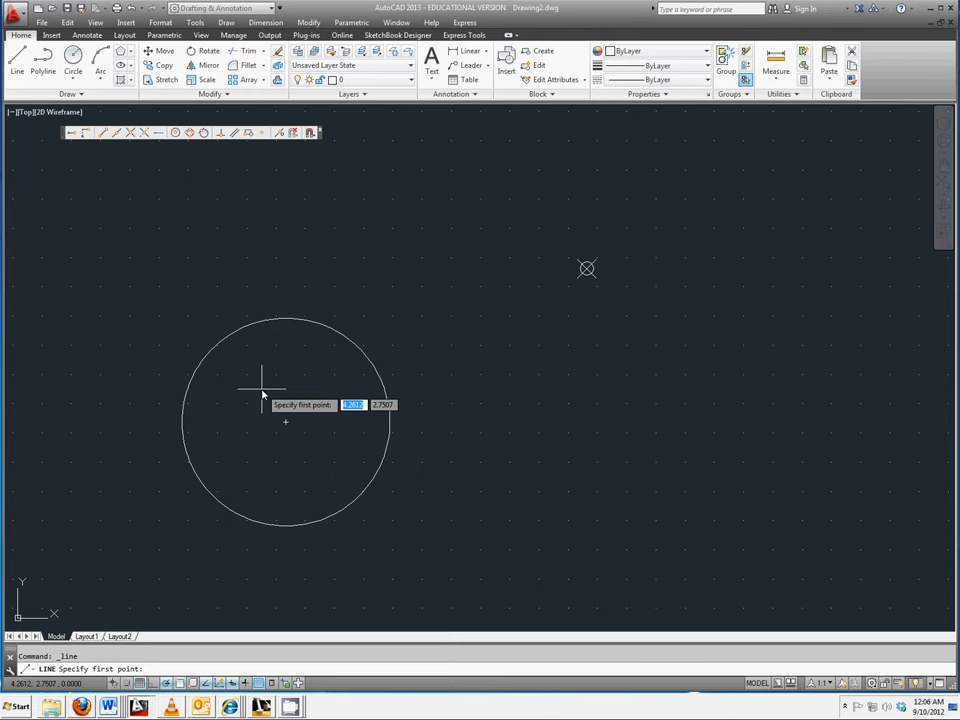 Drafting & Annotation
AutoCAD 2013 - EDUCATIONAL VERSION Drawing2.dwg
Type a keyword or phrase
Sign In
File Edit View Insert Format Tools Draw Dimension Modify Parametric Window Help Express
Home Insert Annotate Layout Parametric View Manage Output Plug-ins Online SketchBook Designer Express Tools
Line Polyline Circle Arc
Move Rotate Trim
Copy Mirror Fillet
Stretch Scale Array
Unsaved Layer State
0
Text
Linear
Leader
Table
Insert
Create
Edit
Edit Attributes
ByLayer
ByLayer
ByLayer
Group
Measure
Paste
Draw Modify Layers Annotation Block Properties Groups Utilities Clipboard
[−][Top][2D Wireframe]
Specify first point: 4.2612 2.7507
Y
X
Model Layout1 Layout2
Command: _line
LINE Specify first point:
4.2612, 2.7507, 0.0000
MODEL
1:1
Start
12:06 AM
9/10/2012